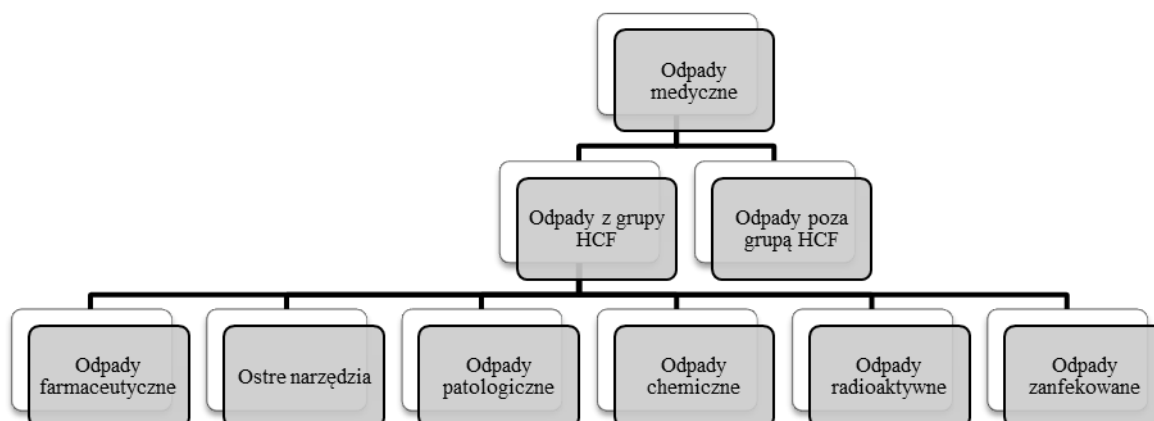 Odpady
medyczne
Odpady z grupy
HCF
Odpady poza
grupą HCF
Odpady
farmaceutyczne
Ostre narzędzia
Odpady
patologiczne
Odpady
chemiczne
Odpady
radioaktywne
Odpady
zanfekowane